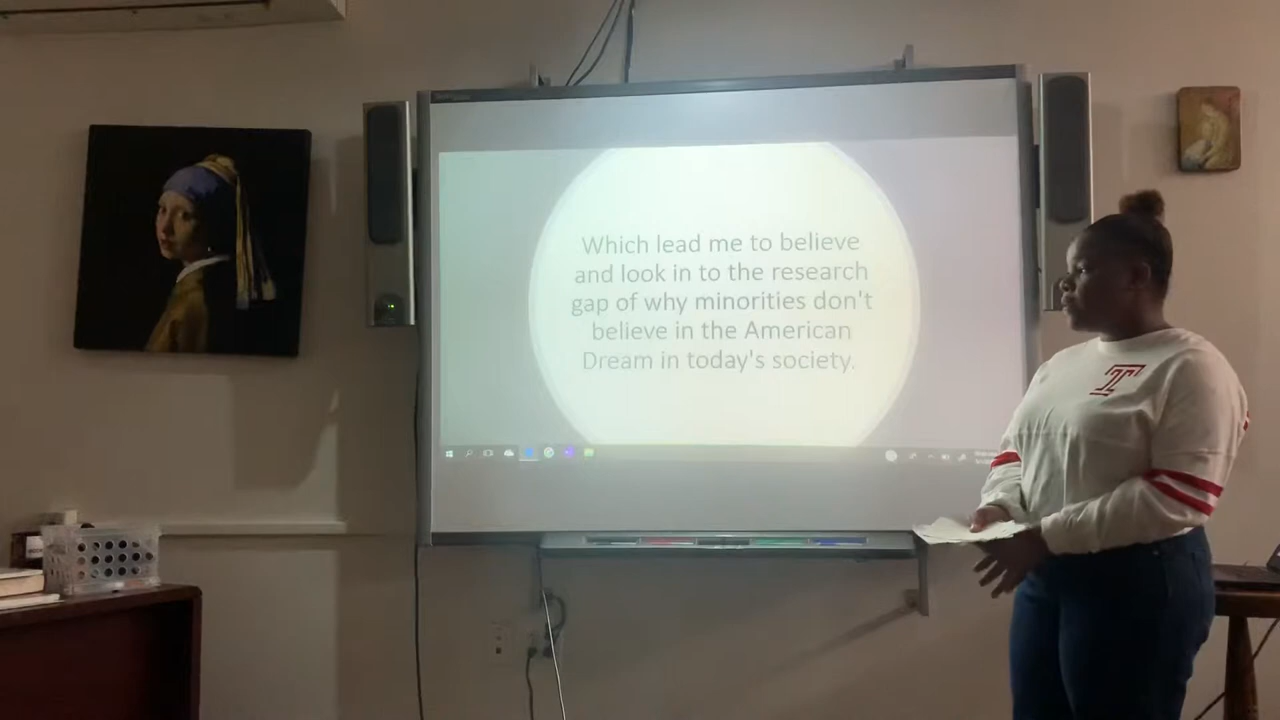 Which lead me to believe
and look in to the research
gap of why minorities don't
believe in the American
Dream in today's society.
T